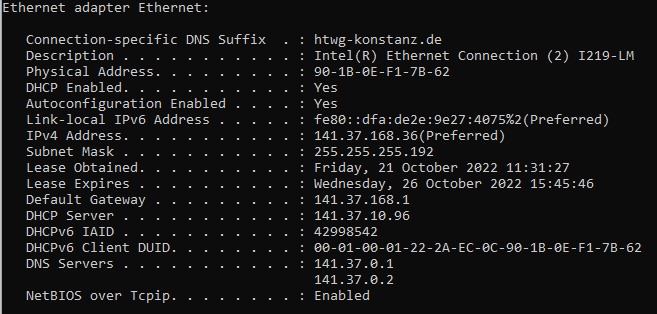 Ethernet adapter Ethernet:
Connection-specific DNS Suffix . : htwg-konstanz.de
Description . . . . . . . . . . . : Intel(R) Ethernet Connection (2) I219-LM
Physical Address. . . . . . . . . : 90-1B-0E-F1-7B-62
DHCP Enabled. . . . . . . . . . . : Yes
Autoconfiguration Enabled . . . . : Yes
Link-local IPv6 Address . . . . . : fe80::dfa:de2e:9e27:4075%2(Preferred)
IPv4 Address. . . . . . . . . . . : 141.37.168.36(Preferred)
Subnet Mask . . . . . . . . . . . : 255.255.255.192
Lease Obtained. . . . . . . . . . : Friday, 21 October 2022 11:31:27
Lease Expires . . . . . . . . . . : Wednesday, 26 October 2022 15:45:46
Default Gateway . . . . . . . . . : 141.37.168.1
DHCP Server . . . . . . . . . . . : 141.37.10.96
DHCPv6 IAID . . . . . . . . . . . : 42998542
DHCPv6 Client DUID. . . . . . . . : 00-01-00-01-22-2A-EC-0C-90-1B-0E-F1-7B-62
DNS Servers . . . . . . . . . . . : 141.37.0.1
141.37.0.2
NetBIOS over Tcpip. . . . . . . . : Enabled